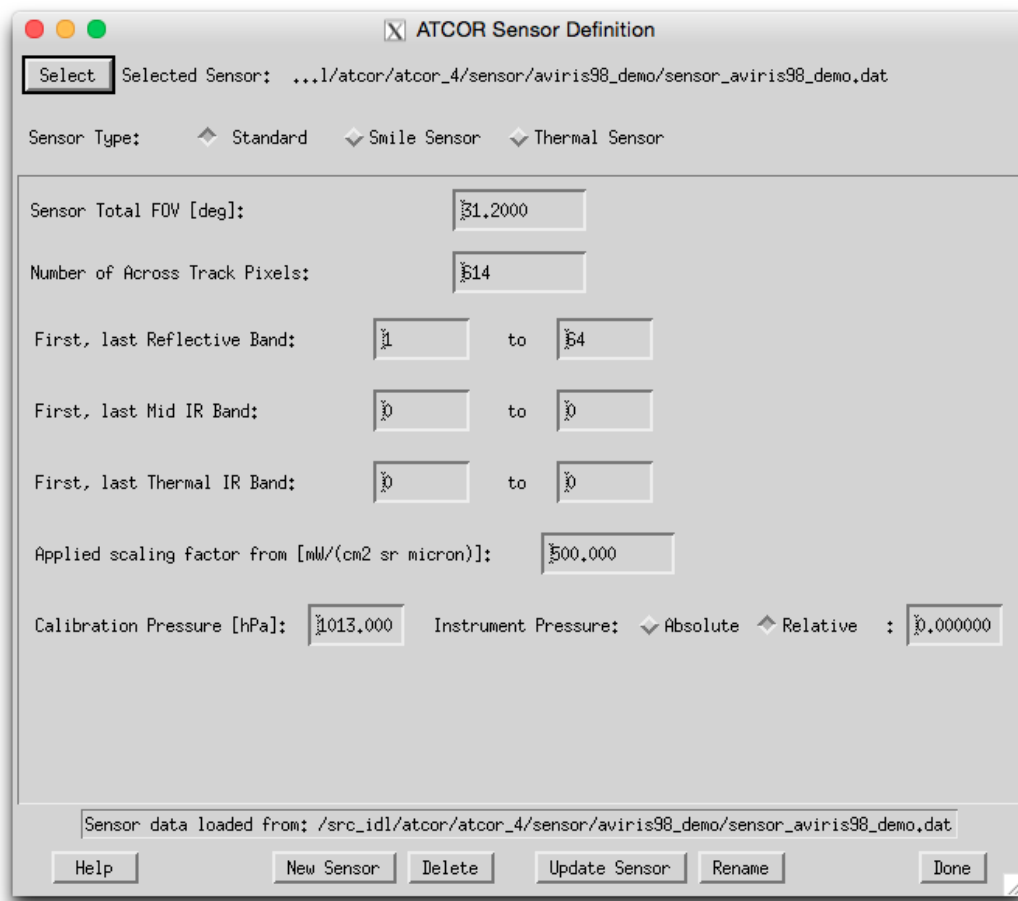 ATCOR Sensor Definition
Select Selected Sensor: ...l/atcor/atcor_4/sensor/aviris98_demo/sensor_aviris98_demo.dat
Sensor Type: Standard Smile Sensor Thermal Sensor
Sensor Total FOV [deg]: 31.2000
Number of Across Track Pixels: 614
First, last Reflective Band: 1 to 64
First, last Mid IR Band: 0 to 0
First, last Thermal IR Band: 0 to 0
Applied scaling factor from [mW/(cm2 sr micron)]: 500.000
Calibration Pressure [hPa]: 1013.000 Instrument Pressure: Absolute Relative : 0.000000
Sensor data loaded from: /src_idl/atcor/atcor_4/sensor/aviris98_demo/sensor_aviris98_demo.dat
Help New Sensor Delete Update Sensor Rename Done